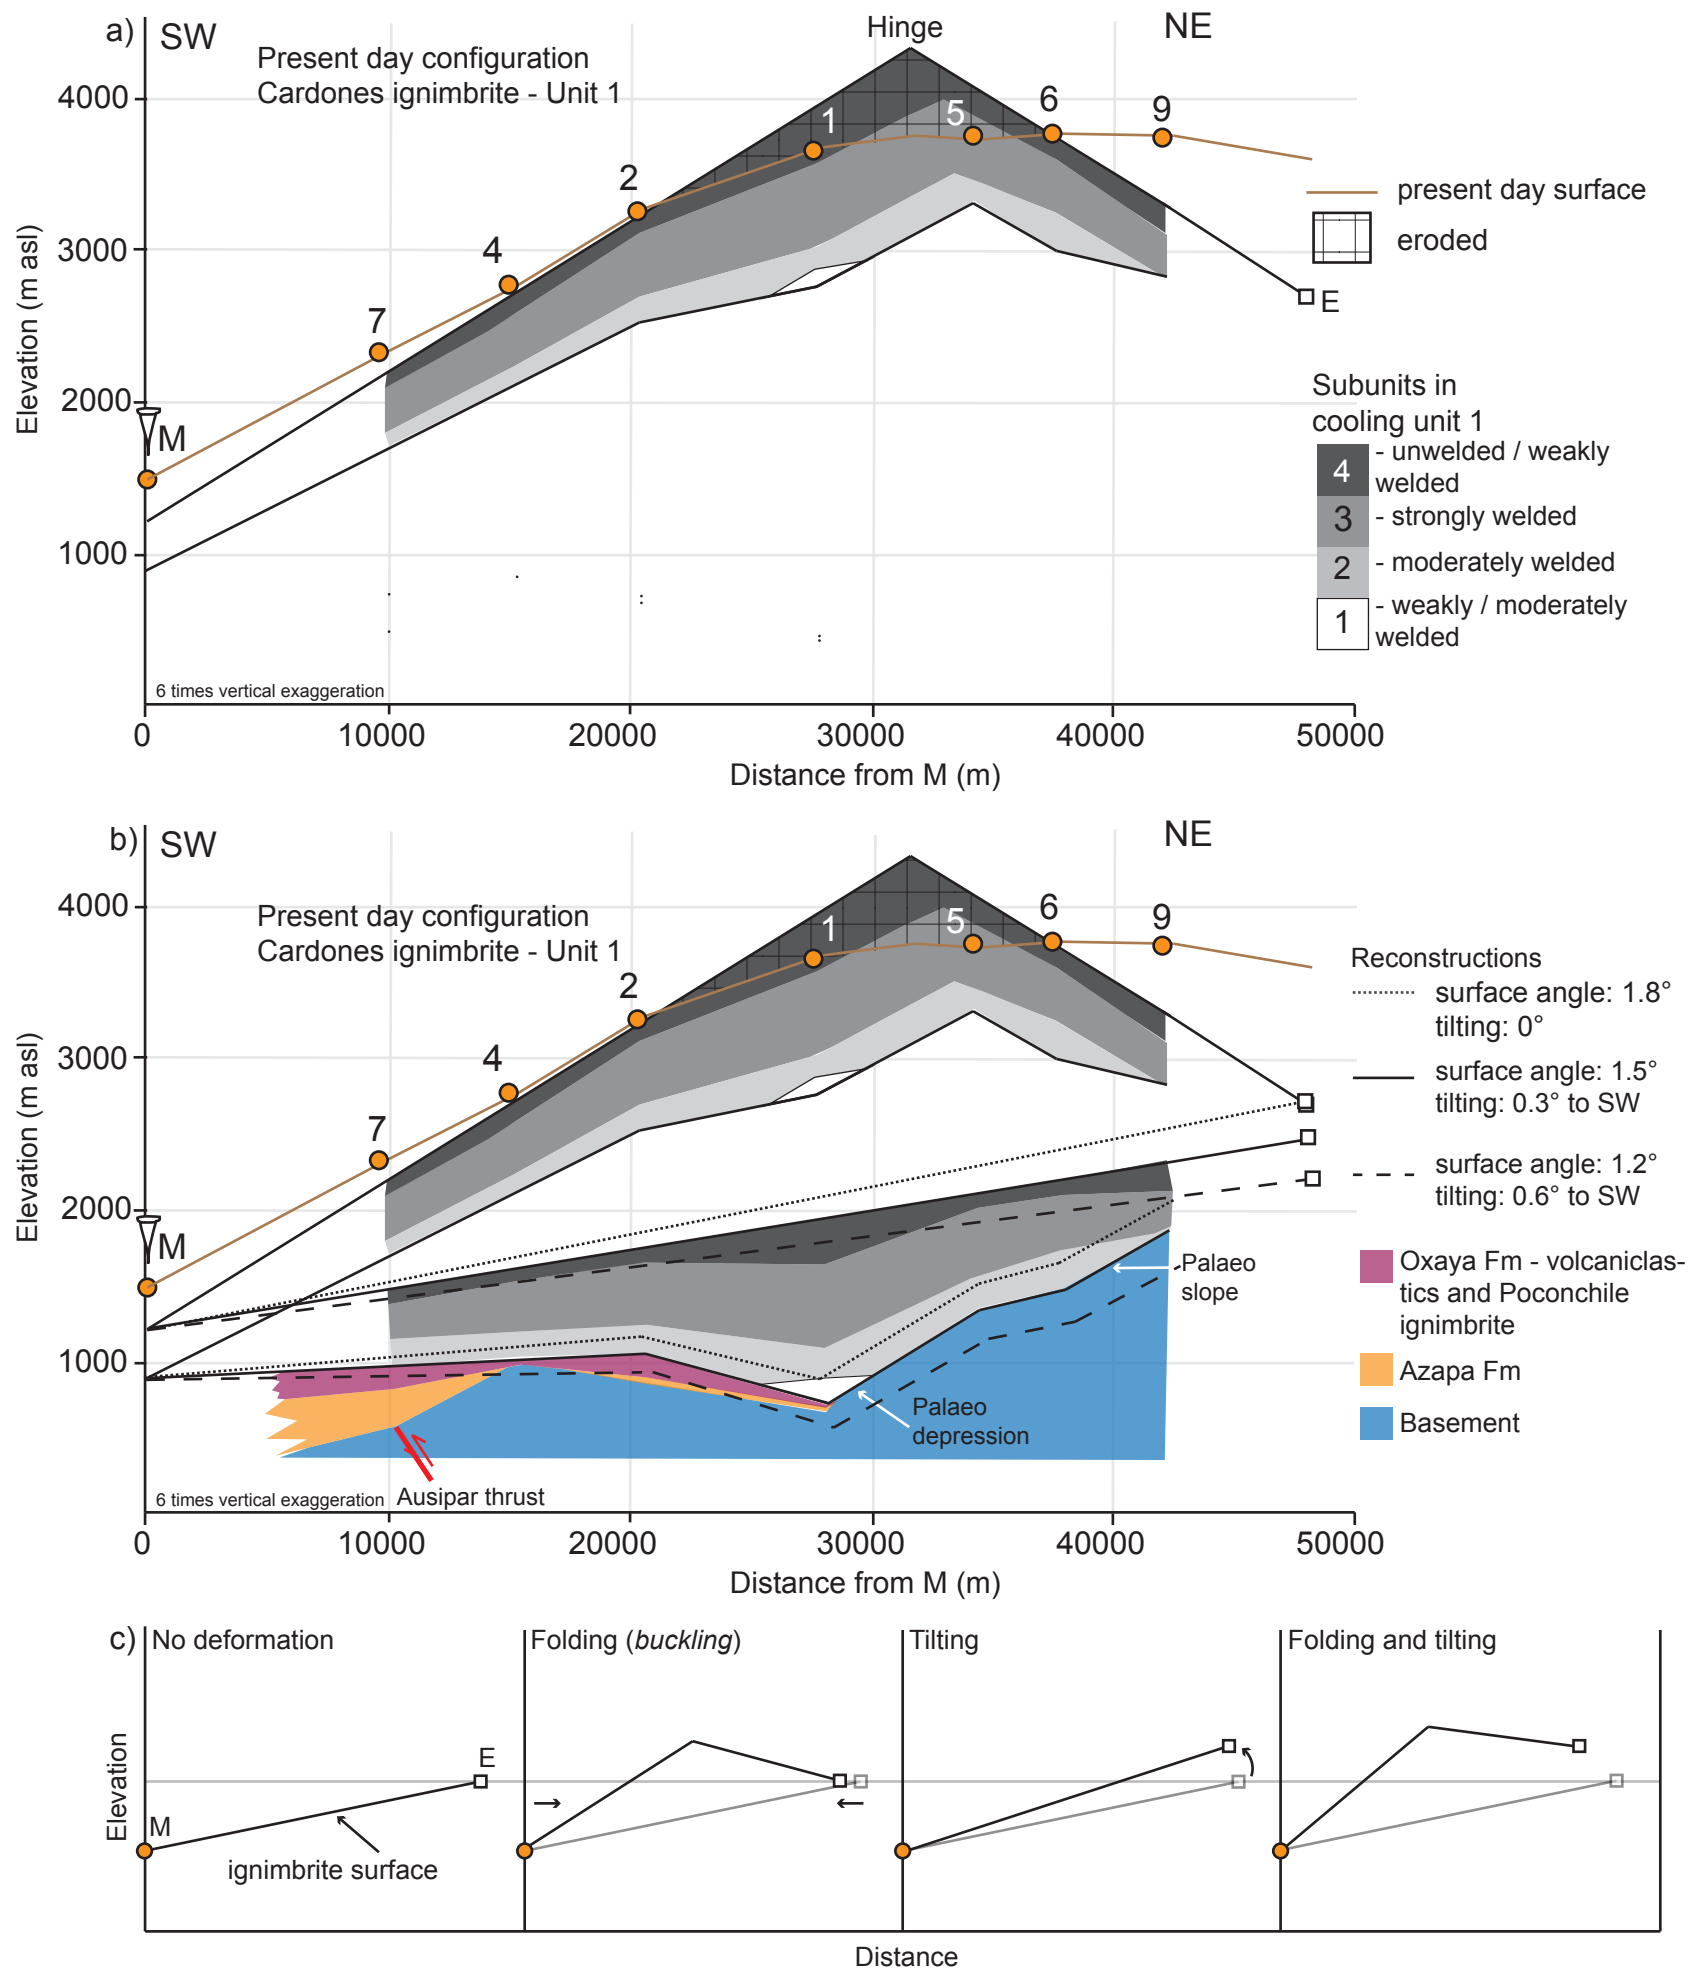 a)
SW
Hinge
NE
Present day configuration
Cardones ignimbrite - Unit 1
Elevation (m asl)
4000
3000
2000
1000
M
7
4
2
1
5
6
9
E
present day surface
eroded
Subunits in
cooling unit 1
4 - unwelded / weakly
welded
3 - strongly welded
2 - moderately welded
1 - weakly / moderately
welded
6 times vertical exaggeration
0 10000 20000 30000 40000 50000
Distance from M (m)
b)
SW
NE
Present day configuration
Cardones ignimbrite - Unit 1
Elevation (m asl)
4000
3000
2000
1000
M
7
4
2
1
5
6
9
Reconstructions
surface angle: 1.8°
tilting: 0°
surface angle: 1.5°
tilting: 0.3° to SW
surface angle: 1.2°
tilting: 0.6° to SW
Palaeo
slope
Palaeo
depression
Oxaya Fm - volcaniclas-
tics and Poconchile
ignimbrite
Azapa Fm
Basement
6 times vertical exaggeration
Ausipar thrust
0 10000 20000 30000 40000 50000
Distance from M (m)
c)
No deformation
Folding (buckling)
Tilting
Folding and tilting
Elevation
M
E
ignimbrite surface
Distance